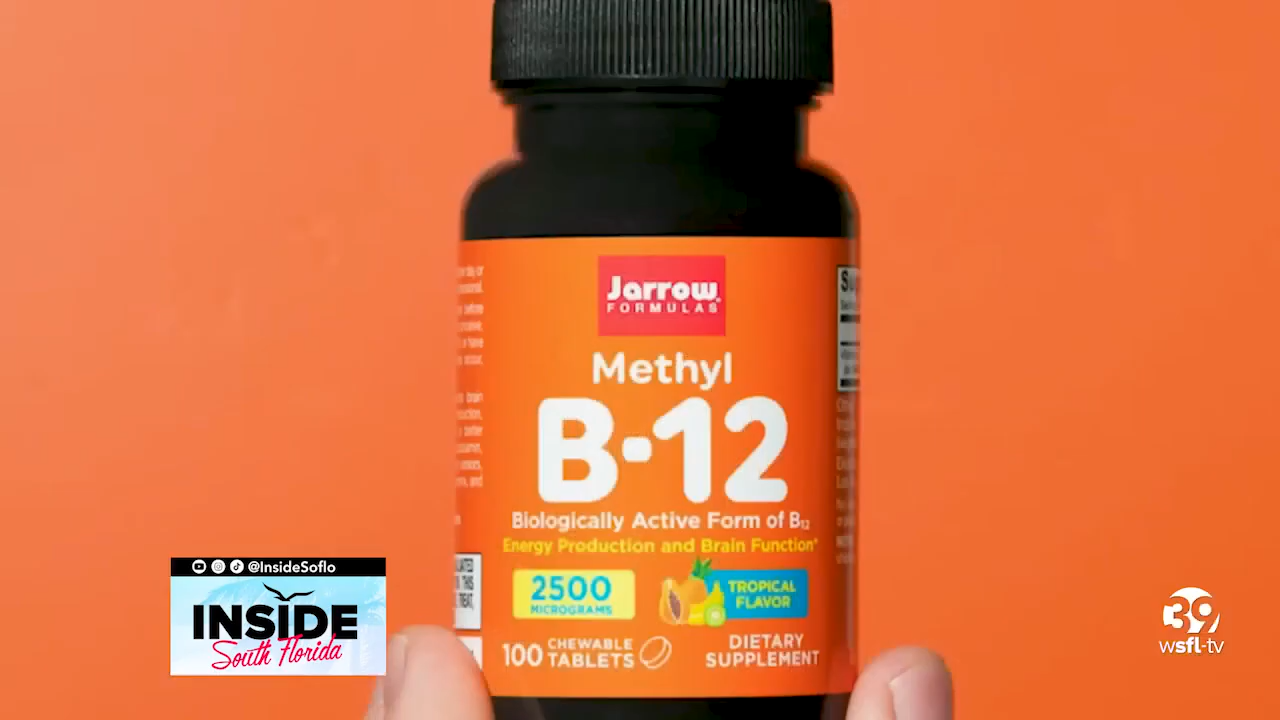 Jarrow
FORMULAS
Methyl
B·12
Biologically Active Form of B12
Energy Production and Brain Function*
2500
MICROGRAMS
TROPICAL
FLAVOR
100 CHEWABLE
TABLETS
DIETARY
SUPPLEMENT
@InsideSoflo
INSIDE
South Florida
39
wsfl-tv